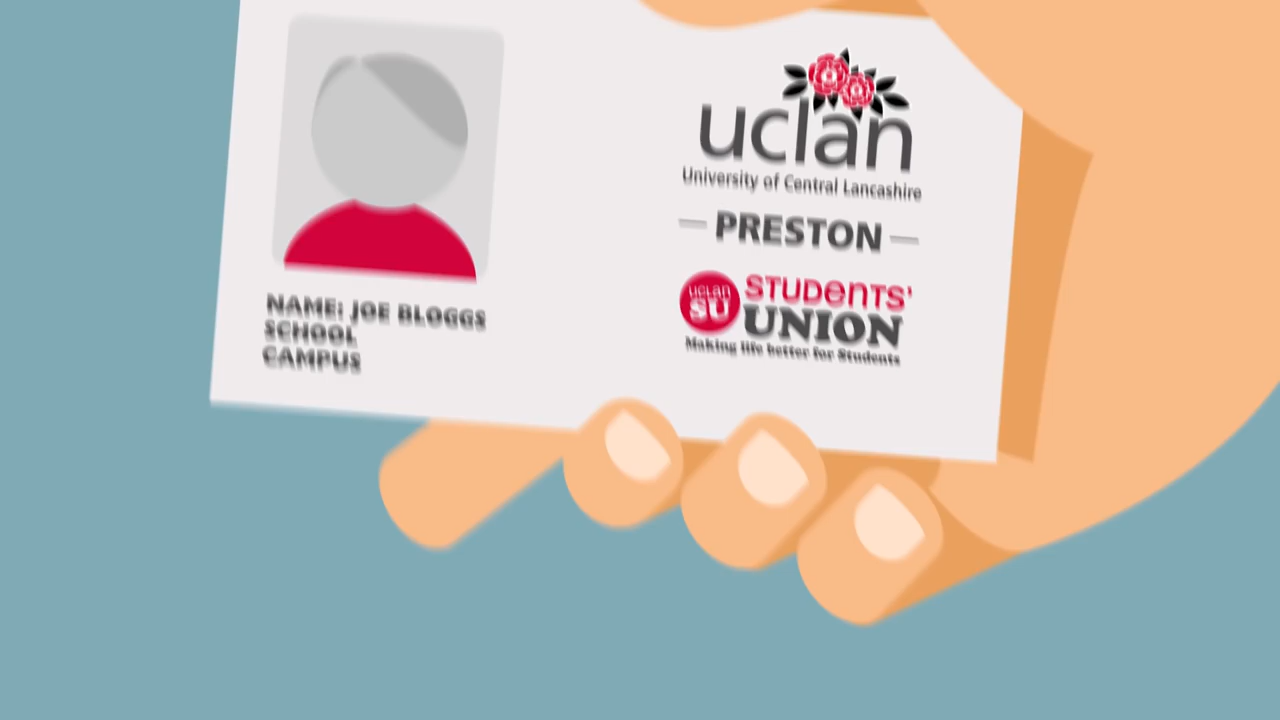 NAME: JOE BLOGGS
SCHOOL
CAMPUS
uclan
University of Central Lancashire
PRESTON
uclan
SU
STUDENTS'
UNION
Making life better for Students